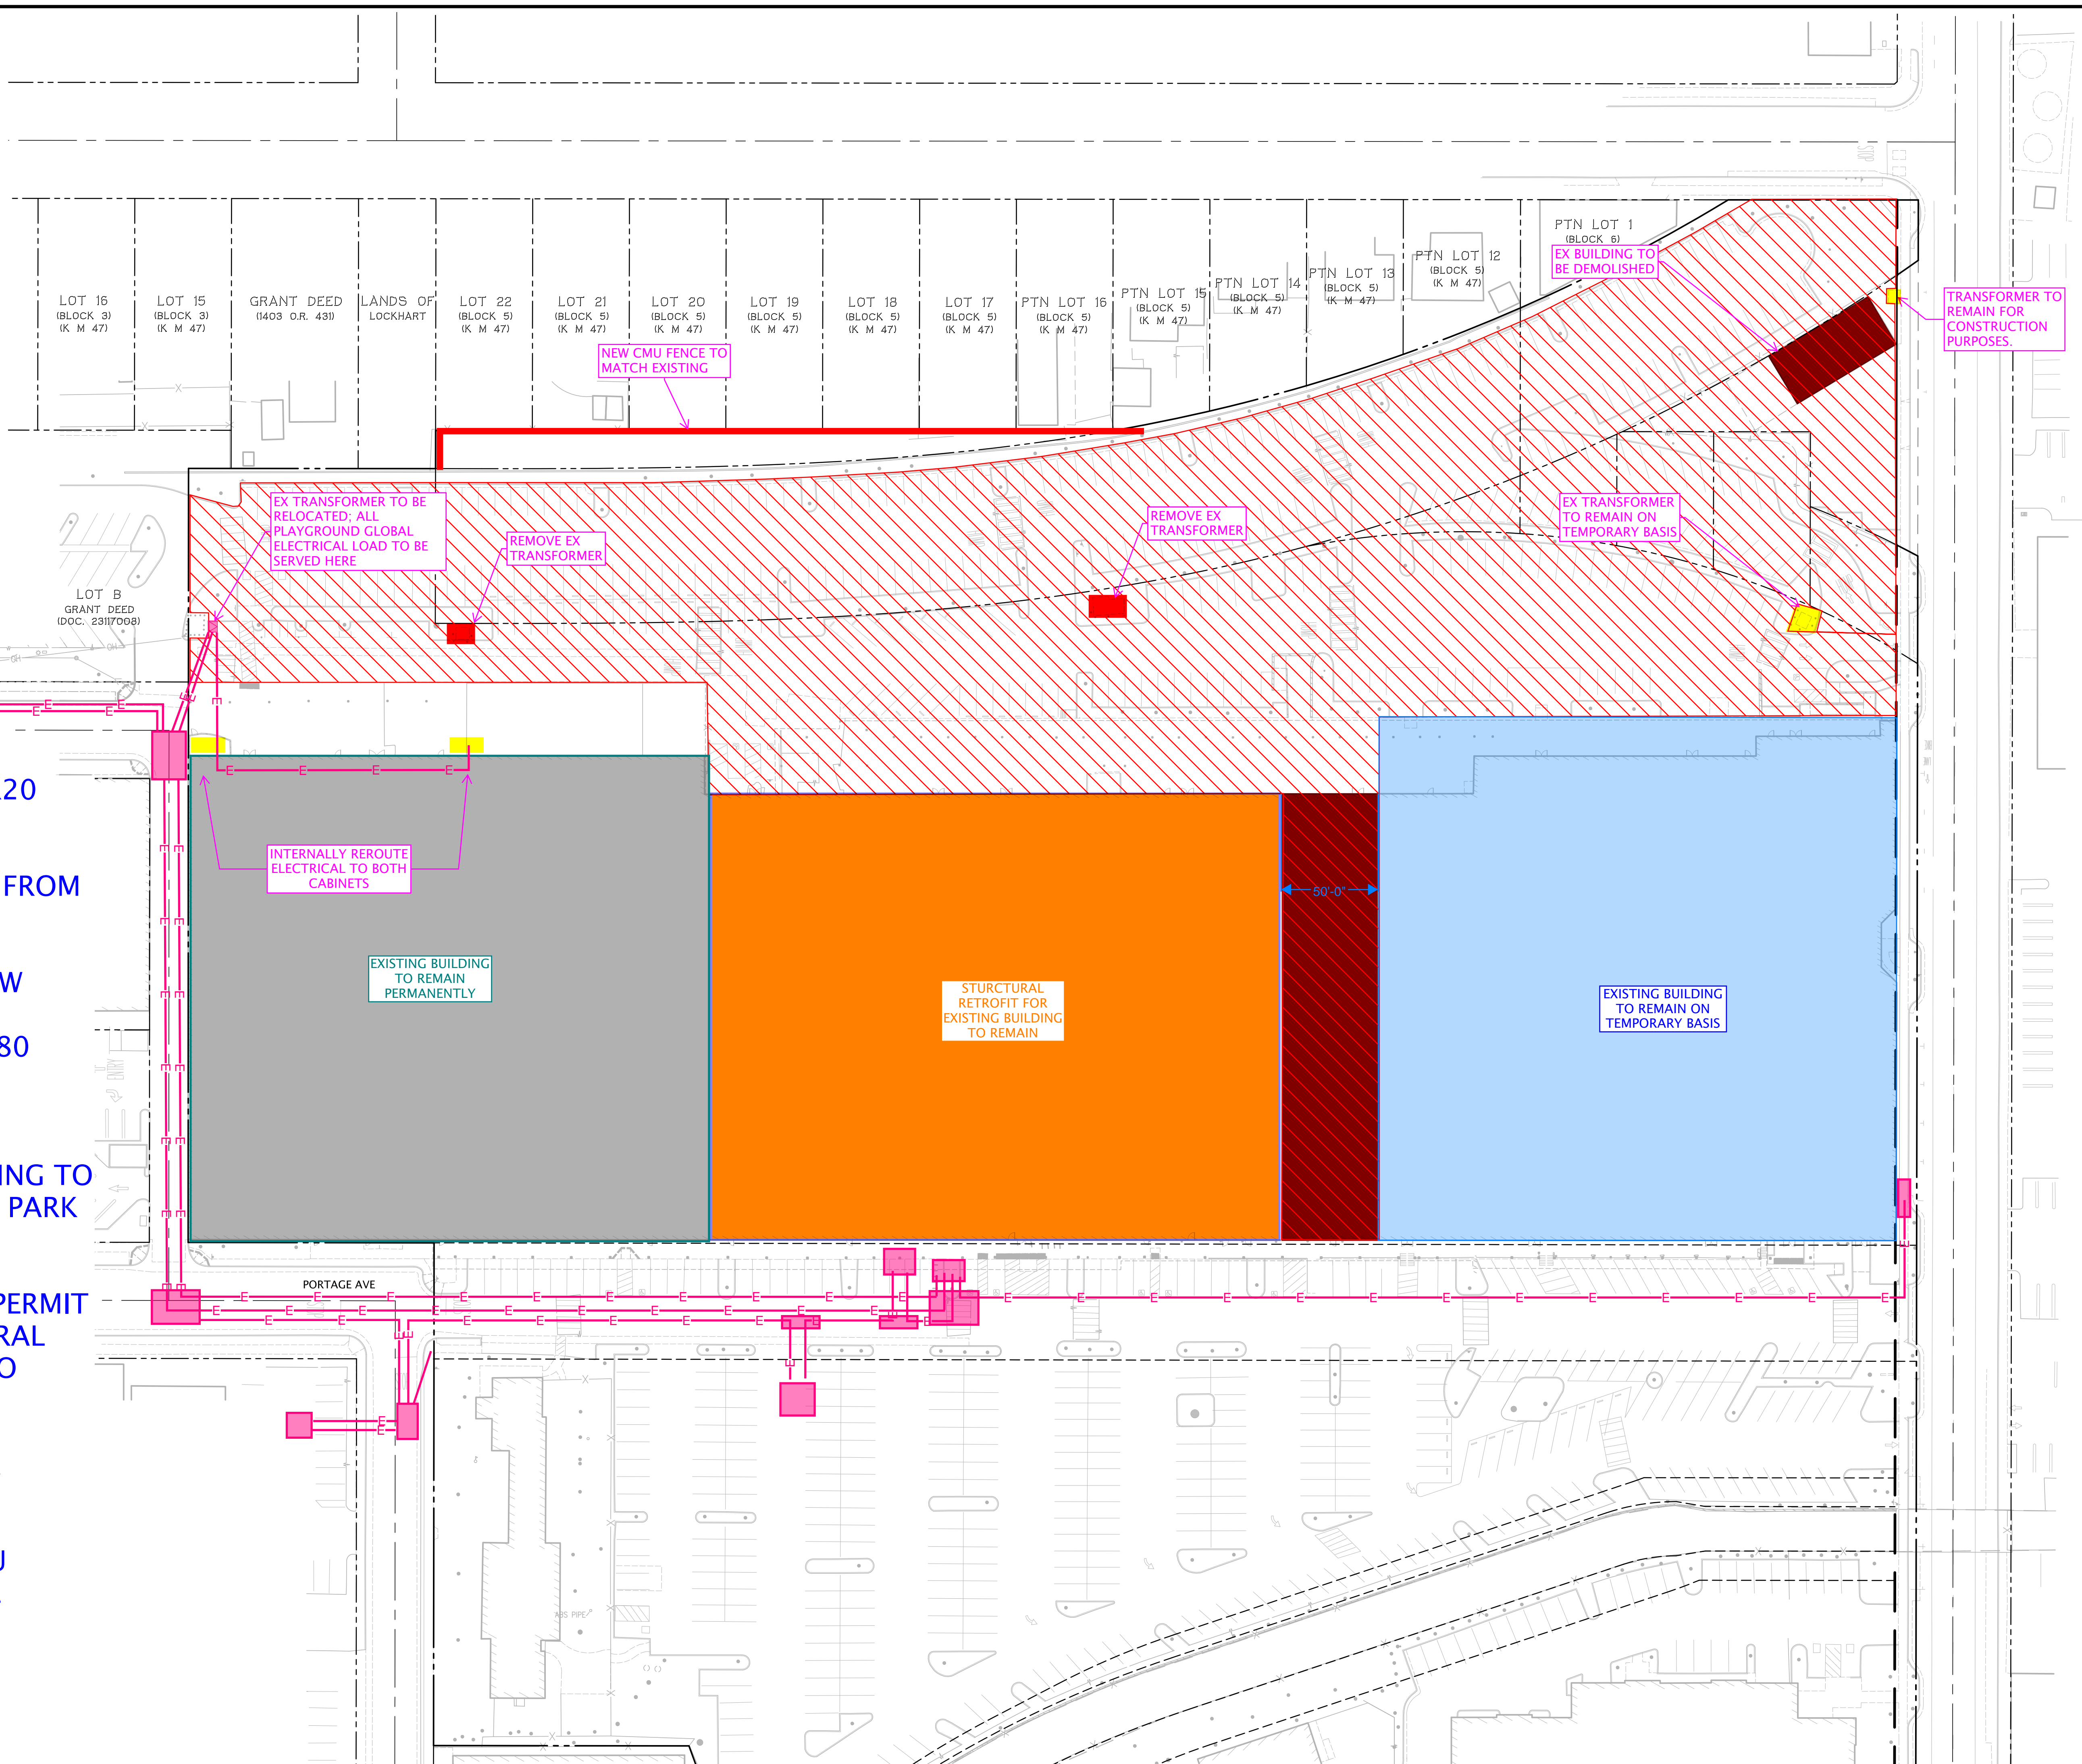 PTN LOT 1
(BLOCK 6)
EX BUILDING TO
BE DEMOLISHED
PTN LOT 12
(BLOCK 5)
(K M 47)
PTN LOT 13
(BLOCK 5)
(K M 47)
PTN LOT 14
(BLOCK 5)
(K M 47)
PTN LOT 15
(BLOCK 5)
(K M 47)
PTN LOT 16
(BLOCK 5)
(K M 47)
LOT 17
(BLOCK 5)
(K M 47)
LOT 18
(BLOCK 5)
(K M 47)
LOT 19
(BLOCK 5)
(K M 47)
LOT 20
(BLOCK 5)
(K M 47)
LOT 21
(BLOCK 5)
(K M 47)
LOT 22
(BLOCK 5)
(K M 47)
LANDS OF
LOCKHART
GRANT DEED
(1403 O.R. 431)
LOT 15
(BLOCK 3)
(K M 47)
LOT 16
(BLOCK 3)
(K M 47)
TRANSFORMER TO
REMAIN FOR
CONSTRUCTION
PURPOSES.
NEW CMU FENCE TO
MATCH EXISTING
EX TRANSFORMER TO BE
RELOCATED; ALL
PLAYGROUND GLOBAL
ELECTRICAL LOAD TO BE
SERVED HERE
REMOVE EX
TRANSFORMER
REMOVE EX
TRANSFORMER
EX TRANSFORMER
TO REMAIN ON
TEMPORARY BASIS
LOT B
GRANT DEED
(DOC. 23117008)
20
FROM
W
80
ING TO
PARK
PERMIT
RAL
O
U
INTERNALLY REROUTE
ELECTRICAL TO BOTH
CABINETS
50'-0"
EXISTING BUILDING
TO REMAIN
PERMANENTLY
STURCTURAL
RETROFIT FOR
EXISTING BUILDING
TO REMAIN
EXISTING BUILDING
TO REMAIN ON
TEMPORARY BASIS
PORTAGE AVE
ABS PIPE